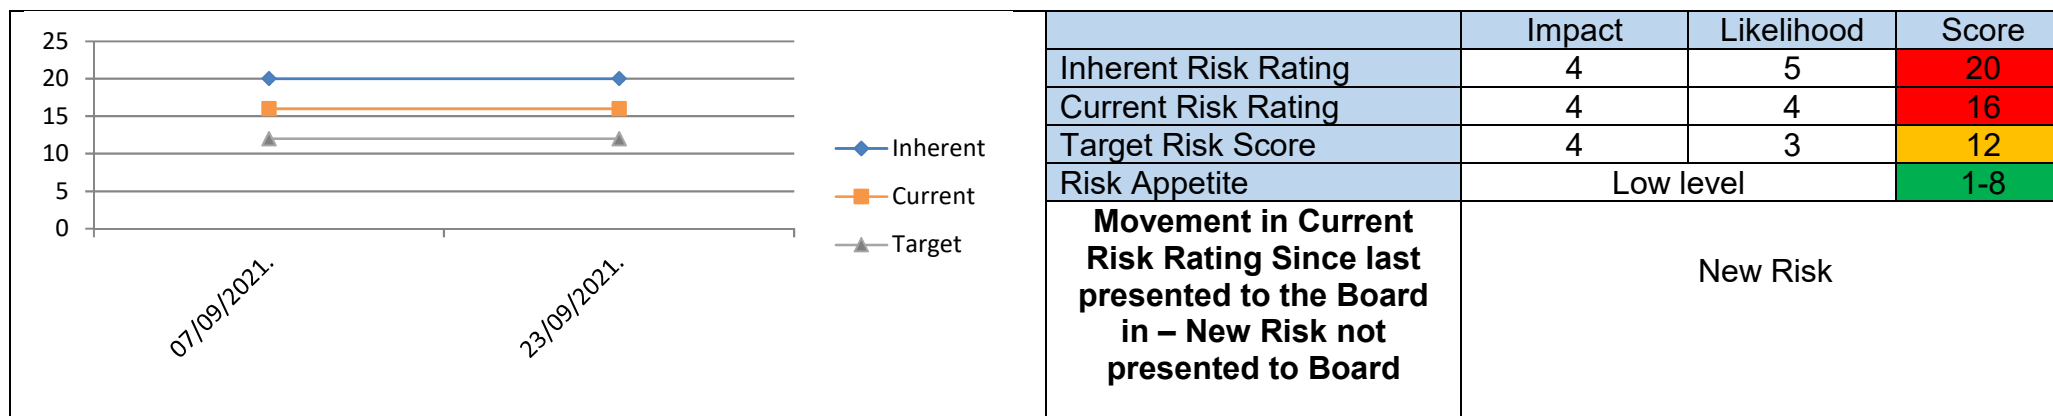 25
20
15
10
5
0
07/09/2021.
23/09/2021.
Inherent
Current
Target
Impact Likelihood Score
Inherent Risk Rating 4 5 20
Current Risk Rating 4 4 16
Target Risk Score 4 3 12
Risk Appetite Low level 1-8
Movement in Current
Risk Rating Since last
presented to the Board
in – New Risk not
presented to Board
New Risk